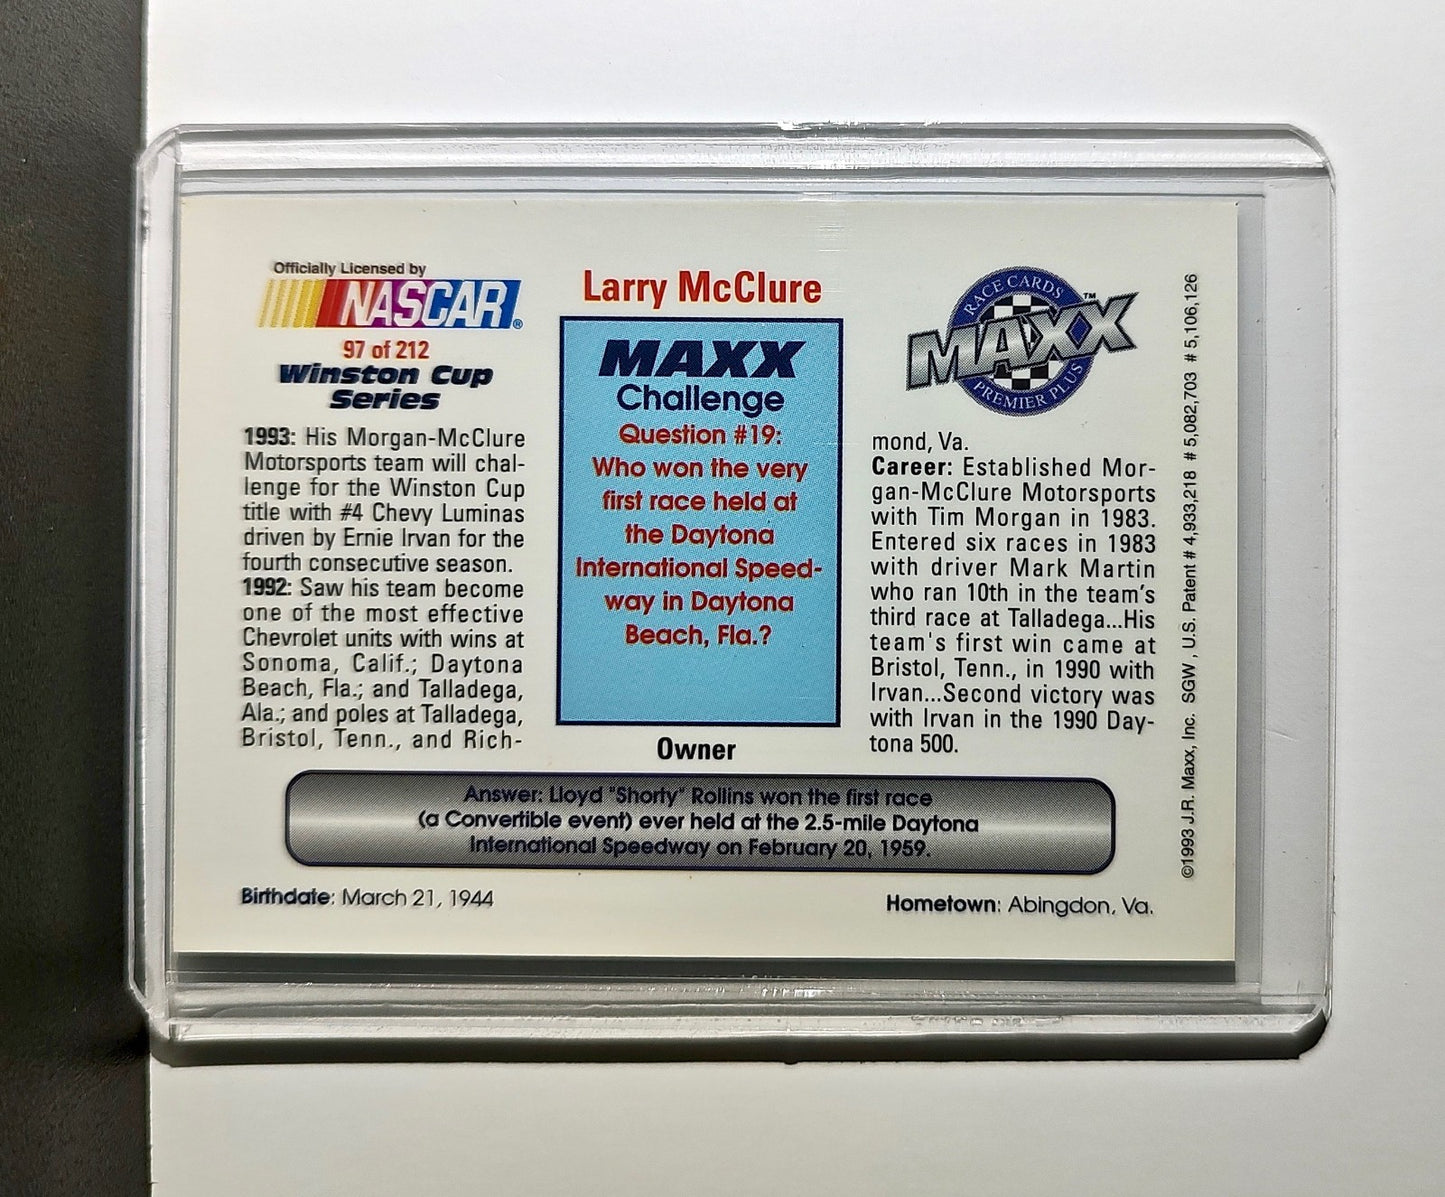 Officially Licensed by
NASCAR®
97 of 212
Winston Cup
Series
1993: His Morgan-McClure
Motorsports team will chal-
lenge for the Winston Cup
title with #4 Chevy Luminas
driven by Ernie Irvan for the
fourth consecutive season.
1992: Saw his team become
one of the most effective
Chevrolet units with wins at
Sonoma, Calif.; Daytona
Beach, Fla.; and Talladega,
Ala.; and poles at Talladega,
Bristol, Tenn., and Rich-
Larry McClure
MAXX
Challenge
Question #19:
Who won the very
first race held at
the Daytona
International Speed-
way in Daytona
Beach, Fla.?
Owner
RACE CARDS
MAXX™
PREMIER PLUS
mond, Va.
Career: Established Mor-
gan-McClure Motorsports
with Tim Morgan in 1983.
Entered six races in 1983
with driver Mark Martin
who ran 10th in the team's
third race at Talladega...His
team's first win came at
Bristol, Tenn., in 1990 with
Irvan...Second victory was
with Irvan in the 1990 Day-
tona 500.
Answer: Lloyd "Shorty" Rollins won the first race
(a Convertible event) ever held at the 2.5-mile Daytona
International Speedway on February 20, 1959.
Birthdate: March 21, 1944
Hometown: Abingdon, Va.
©1993 J.R. Maxx, Inc. SGW, U.S. Patent # 4,933,218 # 5,082,703 # 5,106,126